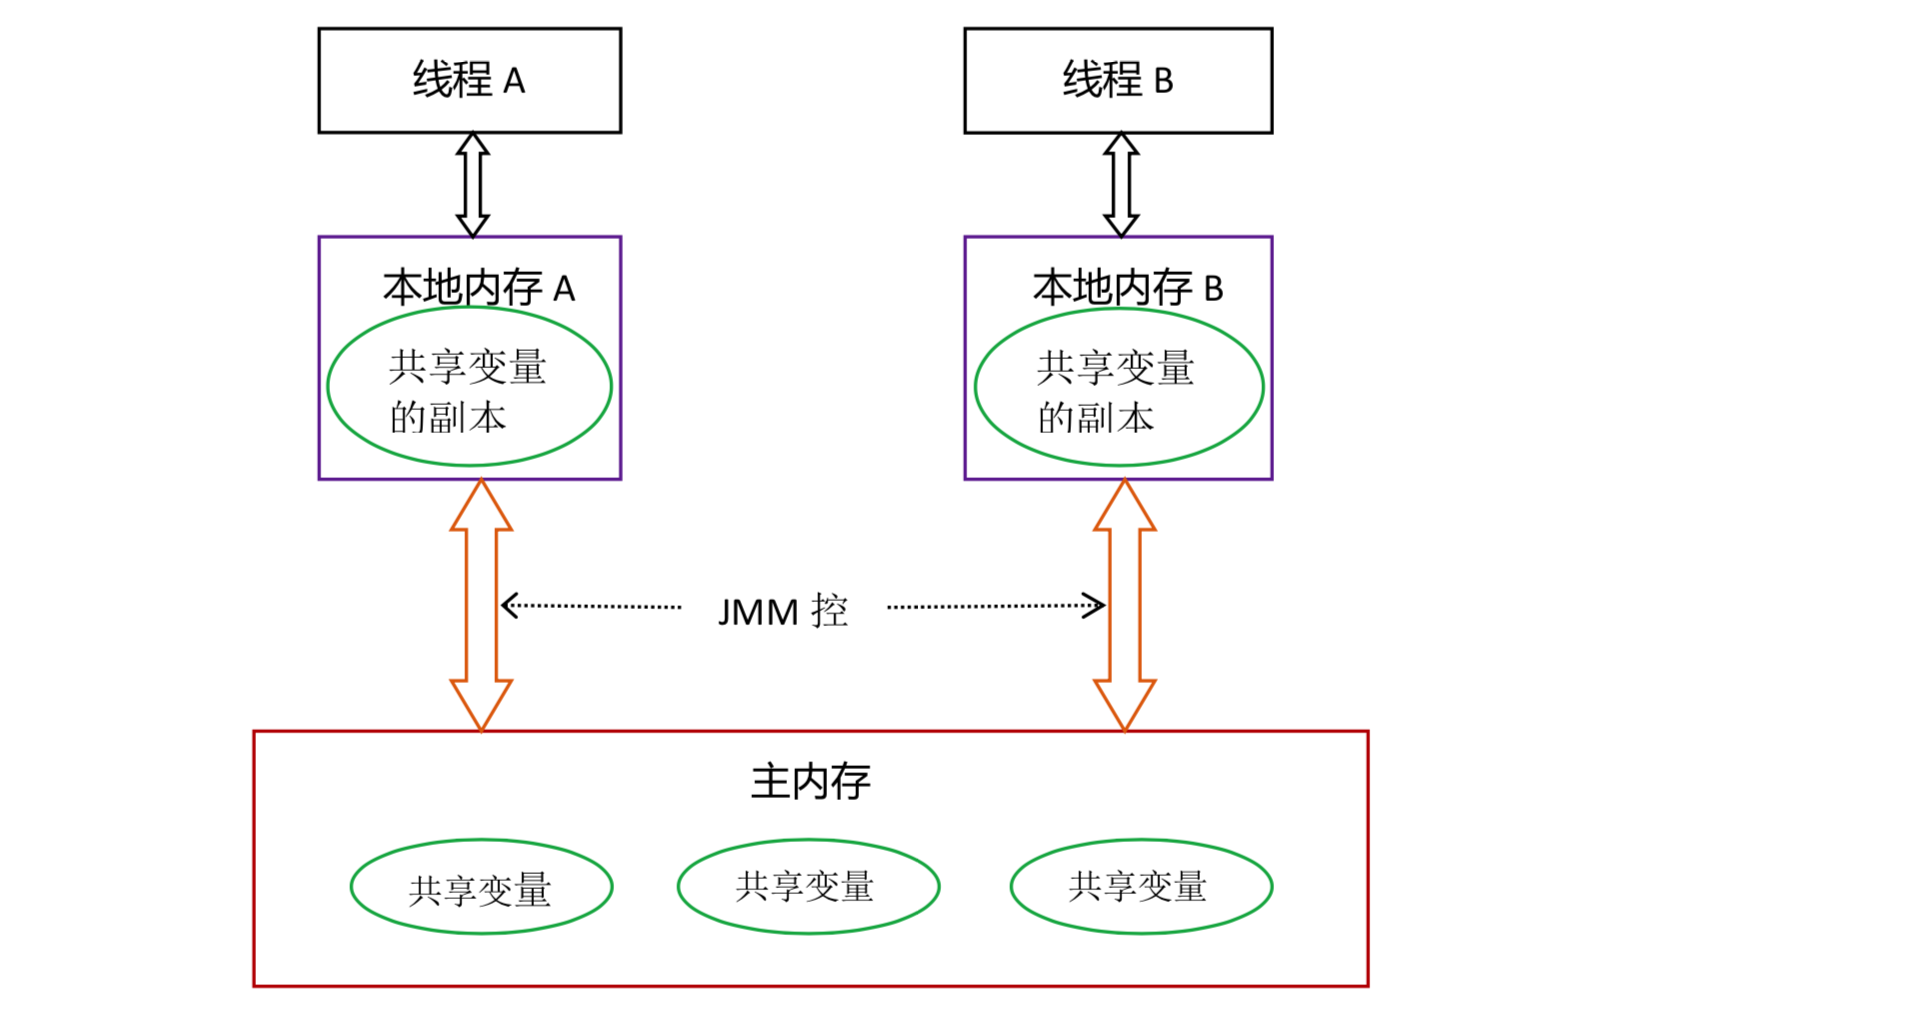 线程 A
线程 B
本地内存 A
共享变量
的副本
本地内存 B
共享变量
的副本
JMM 控
主内存
共享变量
共享变量
共享变量